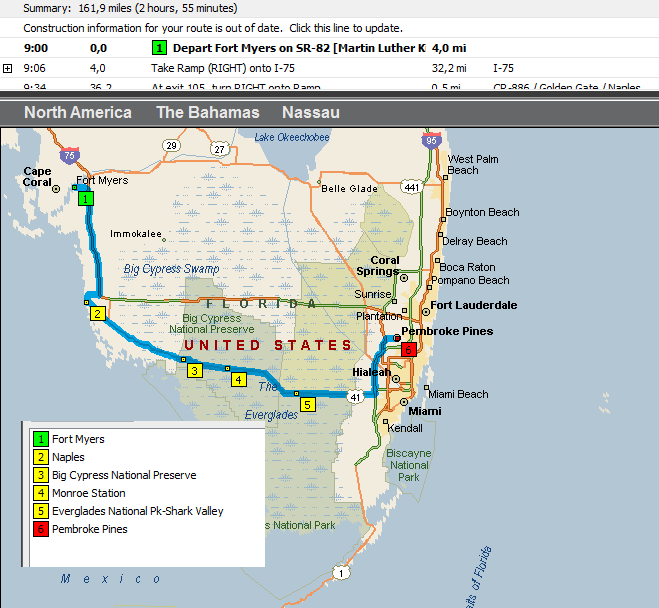 Summary: 161,9 miles (2 hours, 55 minutes)
Construction information for your route is out of date. Click this line to update.
9:00 0,0 1 Depart Fort Myers on SR-82 [Martin Luther K 4,0 mi
9:06 4,0 Take Ramp (RIGHT) onto I-75 32,2 mi I-75
9:34 36,2 At exit 105, turn RIGHT onto Ramp 0,5 mi CR-886 / Golden Gate / Naples
North America The Bahamas Nassau
Lake Okeechobee
95
29
27
75
West Palm
Beach
Cape
Coral
Fort Myers
441
Belle Glade
1
Boynton Beach
Immokalee
Delray Beach
Coral
Springs
Boca Raton
Big Cypress Swamp
Pompano Beach
Sunrise
FLORIDA
Fort Lauderdale
2
Plantation
Big Cypress
National Preserve
Pembroke Pines
UNITED STATES
6
3
4
Hialeah
The
Everglades
5
41
Miami Beach
Miami
Kendall
1 Fort Myers
2 Naples
3 Big Cypress National Preserve
4 Monroe Station
5 Everglades National Pk-Shark Valley
6 Pembroke Pines
Biscayne
National
Park
s National Park
Mexico
1
its of Florida